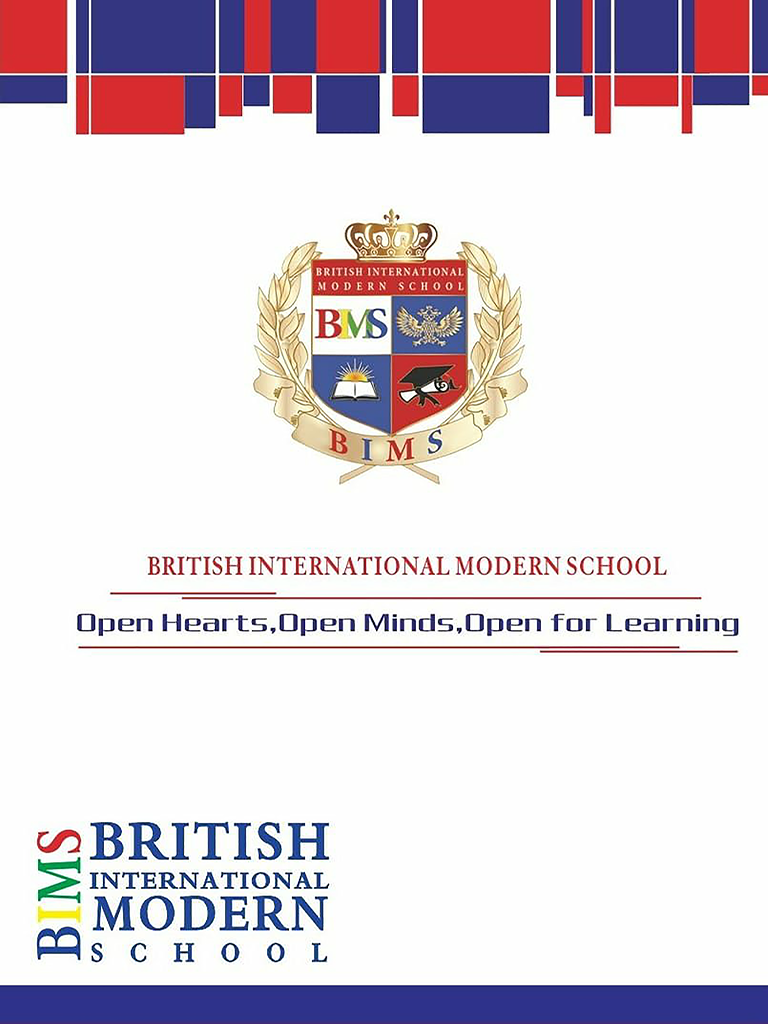 BRITISH INTERNATIONAL
MODERN SCHOOL
BIMS
BIMS
BRITISH INTERNATIONAL MODERN SCHOOL
Open Hearts,Open Minds,Open for Learning
BIMS
BRITISH
INTERNATIONAL
MODERN
SCHOOL